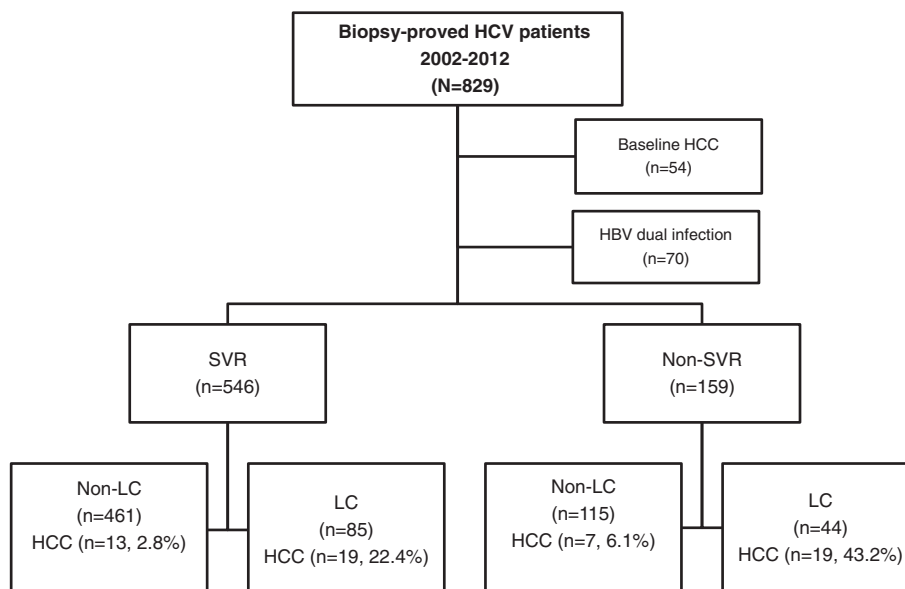 Biopsy-proved HCV patients
2002-2012
(N=829)
Baseline HCC
(n=54)
HBV dual infection
(n=70)
SVR
(n=546)
Non-SVR
(n=159)
Non-LC
(n=461)
HCC (n=13, 2.8%)
LC
(n=85)
HCC (n=19, 22.4%)
Non-LC
(n=115)
HCC (n=7, 6.1%)
LC
(n=44)
HCC (n=19, 43.2%)